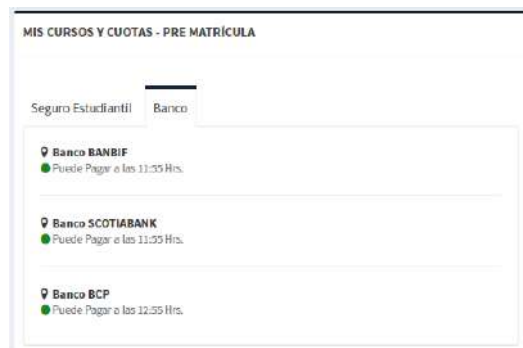 MIS CURSOS Y CUOTAS - PRE MATRÍCULA
Seguro Estudiantil Banco
Banco BANBIF
Puede Pagar a las 11:55 Hrs.
Banco SCOTIABANK
Puede Pagar a las 11:55 Hrs.
Banco BCP
Puede Pagar a las 12:55 Hrs.